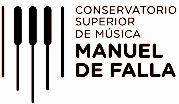 CONSERVATORIO
SUPERIOR
DE MÚSICA
MANUEL
DE FALLA